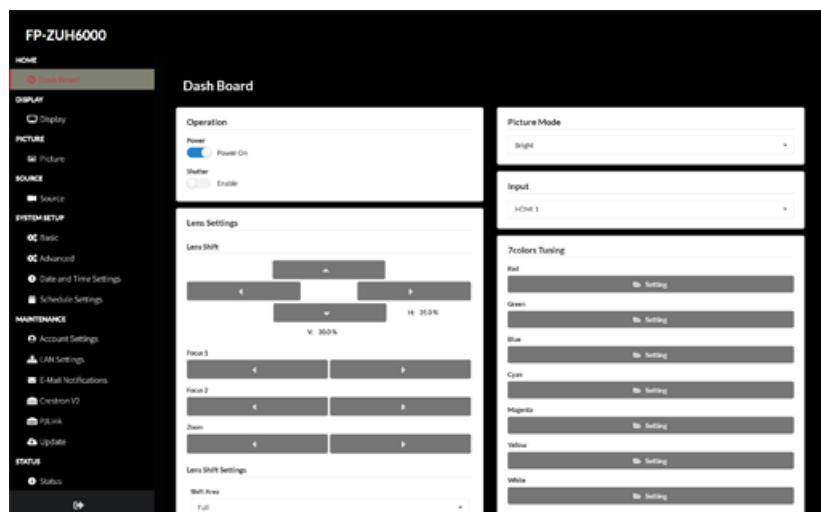 FP-ZUH6000
HOME
Dash Board
DISPLAY
Display
PICTURE
Picture
SOURCE
Source
SYSTEM SETUP
Basic
Advanced
Date and Time Settings
Schedule Settings
MAINTENANCE
Account Settings
LAN Settings
E-Mail Notifications
Crestron V2
PJLink
Update
STATUS
Status
Dash Board
Operation
Power
Power On
Shutter
Enable
Lens Settings
Lens Shift
H: 35.0 %
V: 30.0 %
Focus 1
Focus 2
Zoom
Lens Shift Settings
Shift Area
Full
Picture Mode
Bright
Input
HDMI 1
7colors Tuning
Red
Setting
Green
Setting
Blue
Setting
Cyan
Setting
Magenta
Setting
Yellow
Setting
White
Setting